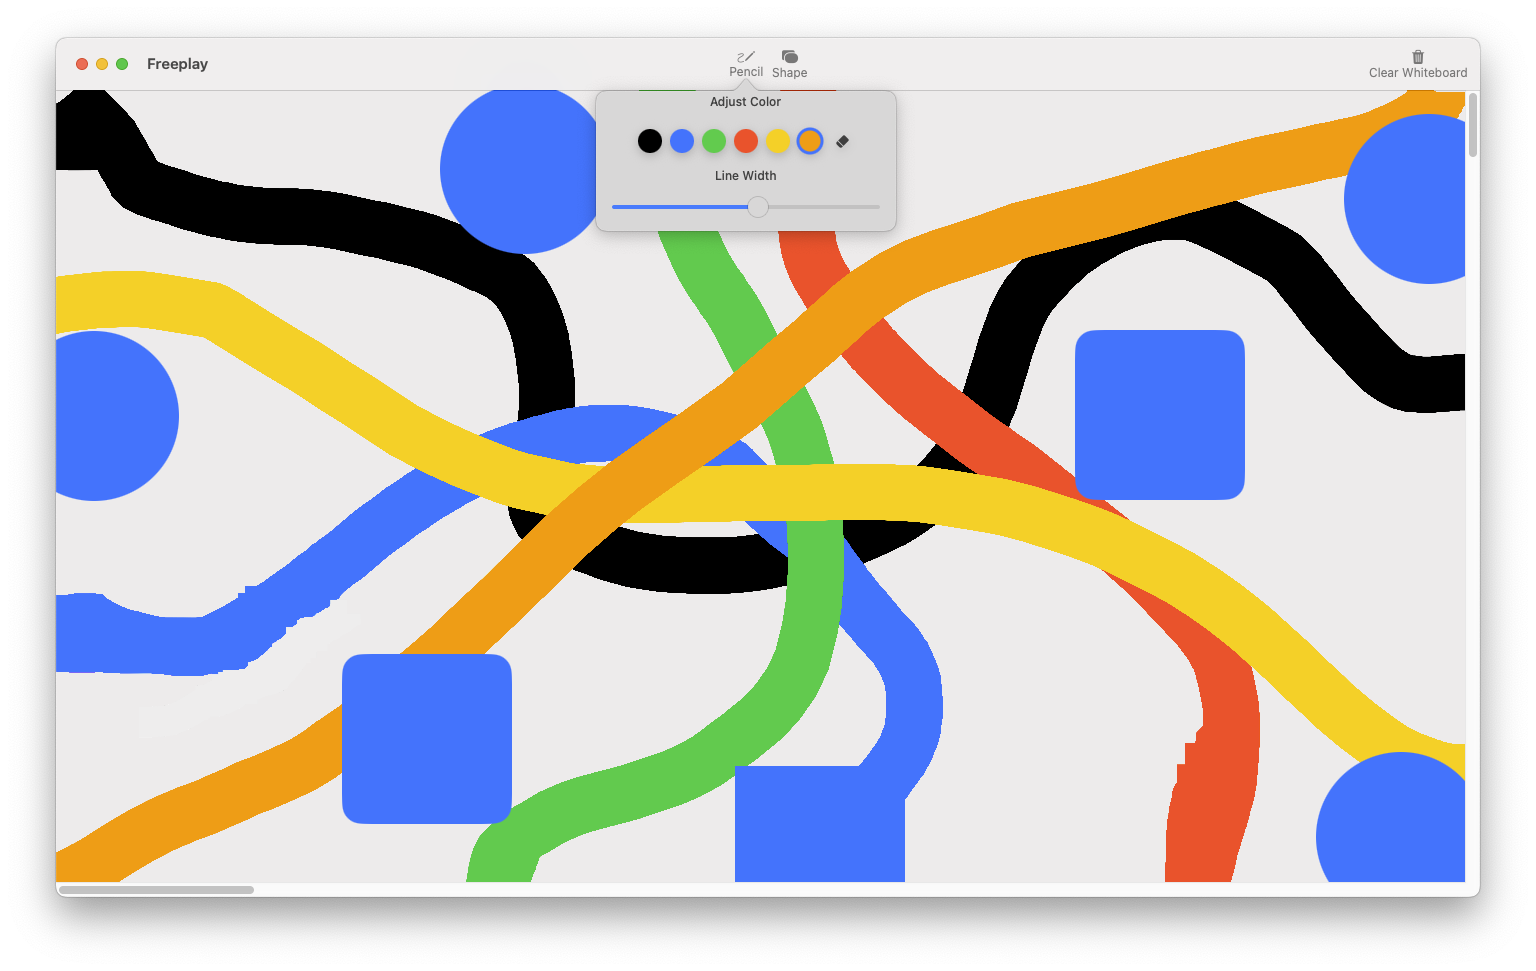 Freeplay
Pencil
Shape
Clear Whiteboard
Adjust Color
Line Width